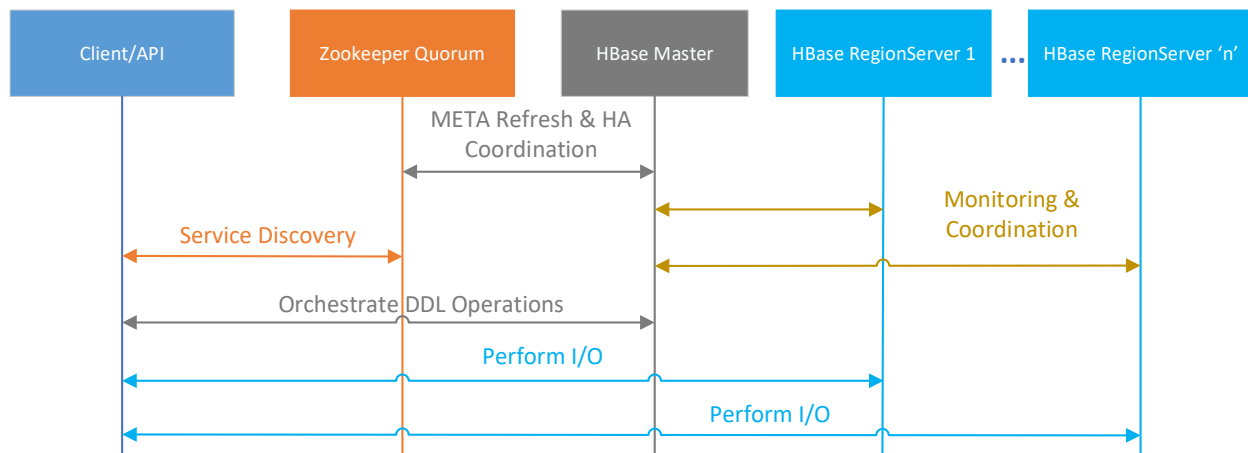 Client/API
Zookeeper Quorum
HBase Master
HBase RegionServer 1
...
HBase RegionServer ‘n’
META Refresh & HA
Coordination
Monitoring &
Coordination
Service Discovery
Orchestrate DDL Operations
Perform I/O
Perform I/O